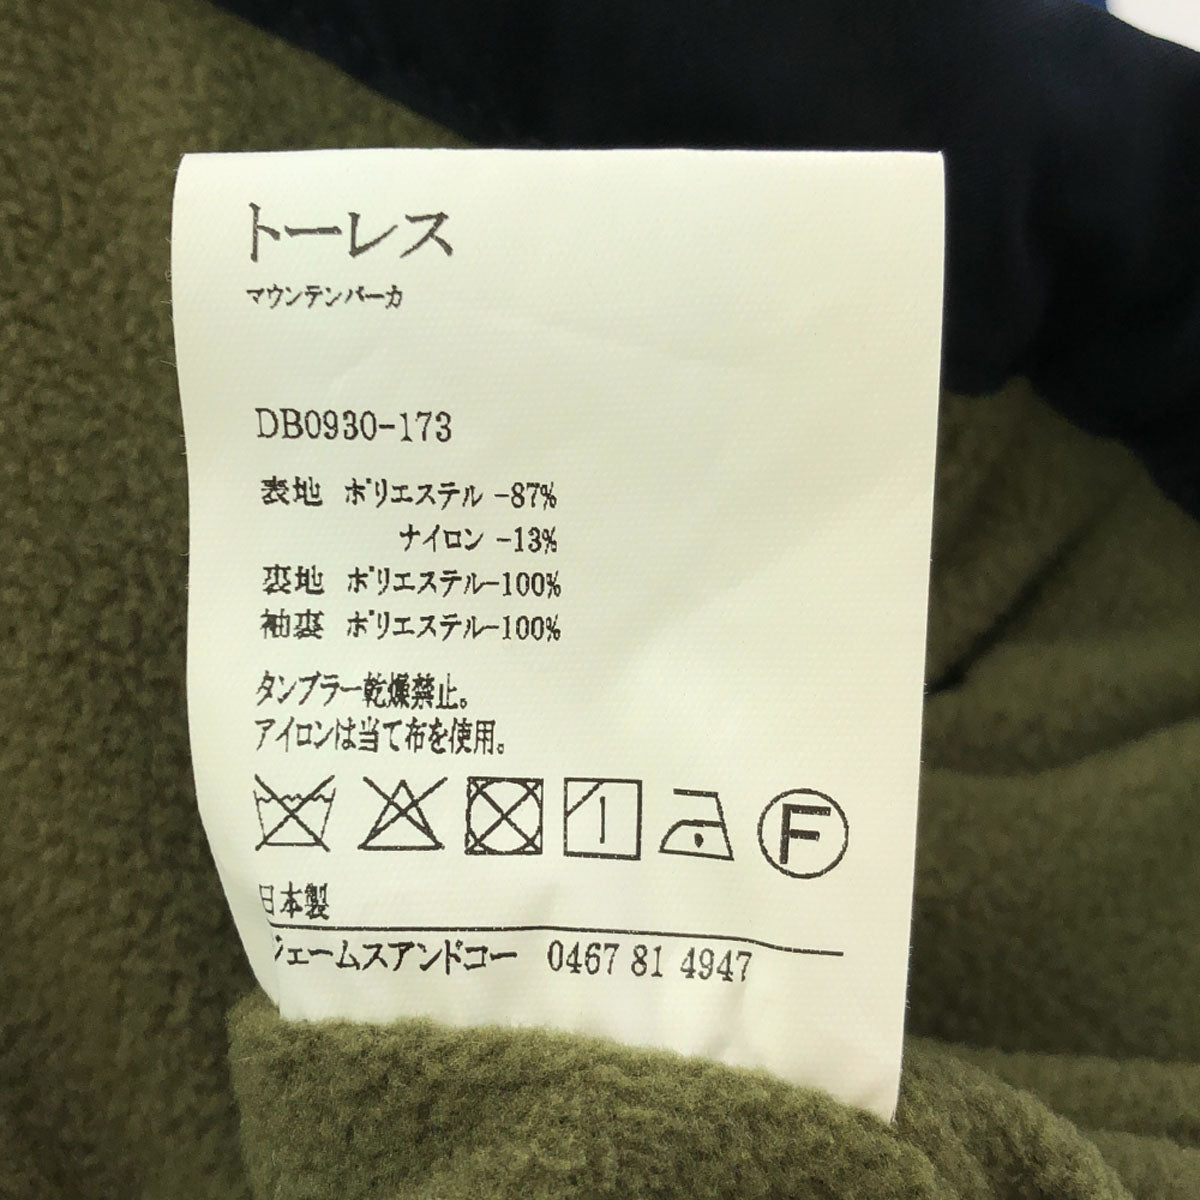 トーレス
マウンテンパーカ
DB0930-173
表地 ポリエステル -87%
ナイロン -13%
裏地 ポリエステル-100%
袖裏 ポリエステル-100%
タンブラー乾燥禁止。
アイロンは当て布を使用。
F
日本製
ジェームスアンドコー 0467 81 4947